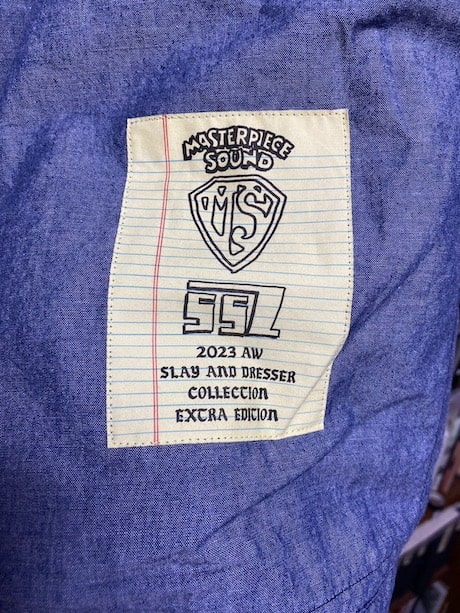 MASTERPIECE
SOUND
MS
SSZ
2023 AW
SLAY AND DRESSER
COLLECTION
EXTRA EDITION